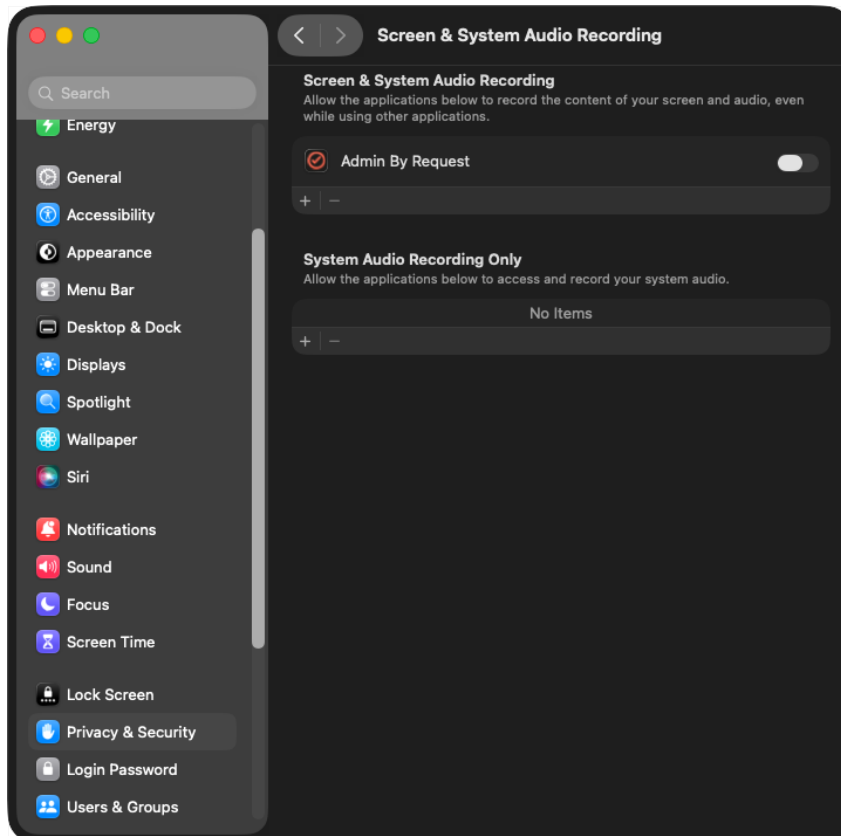 Screen & System Audio Recording
Search
Energy
General
Accessibility
Appearance
Menu Bar
Desktop & Dock
Displays
Spotlight
Wallpaper
Siri
Notifications
Sound
Focus
Screen Time
Lock Screen
Privacy & Security
Login Password
Users & Groups
Screen & System Audio Recording
Allow the applications below to record the content of your screen and audio, even
while using other applications.
Admin By Request
System Audio Recording Only
Allow the applications below to access and record your system audio.
No Items